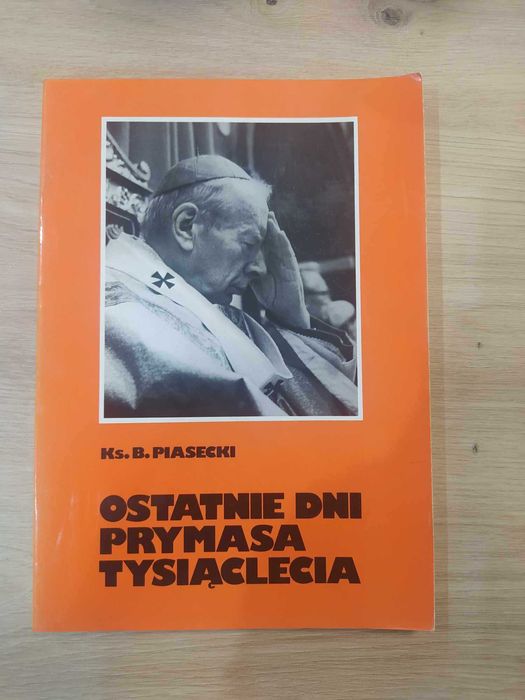 Ks. B. PIASECKI
OSTATNIE DNI
PRYMASA
TYSIĄCLECIA